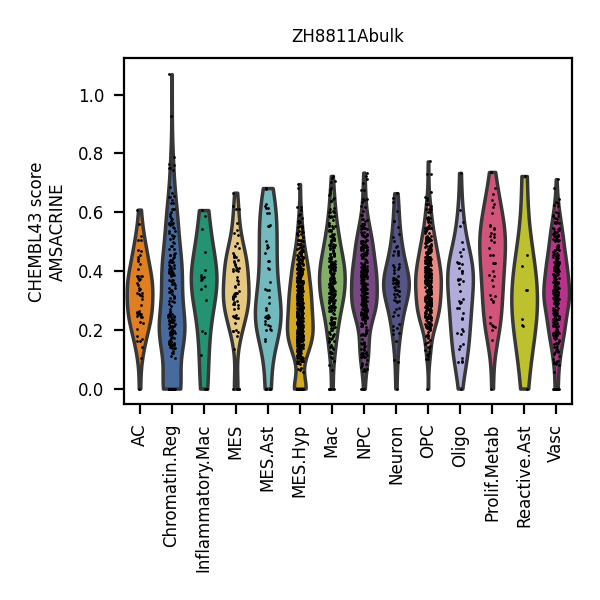 ZH8811Abulk
CHEMBL43 score
AMSACRINE
1.0
0.8
0.6
0.4
0.2
0.0
AC
Chromatin.Reg
Inflammatory.Mac
MES
MES.Ast
MES.Hyp
Mac
NPC
Neuron
OPC
Oligo
Prolif.Metab
Reactive.Ast
Vasc